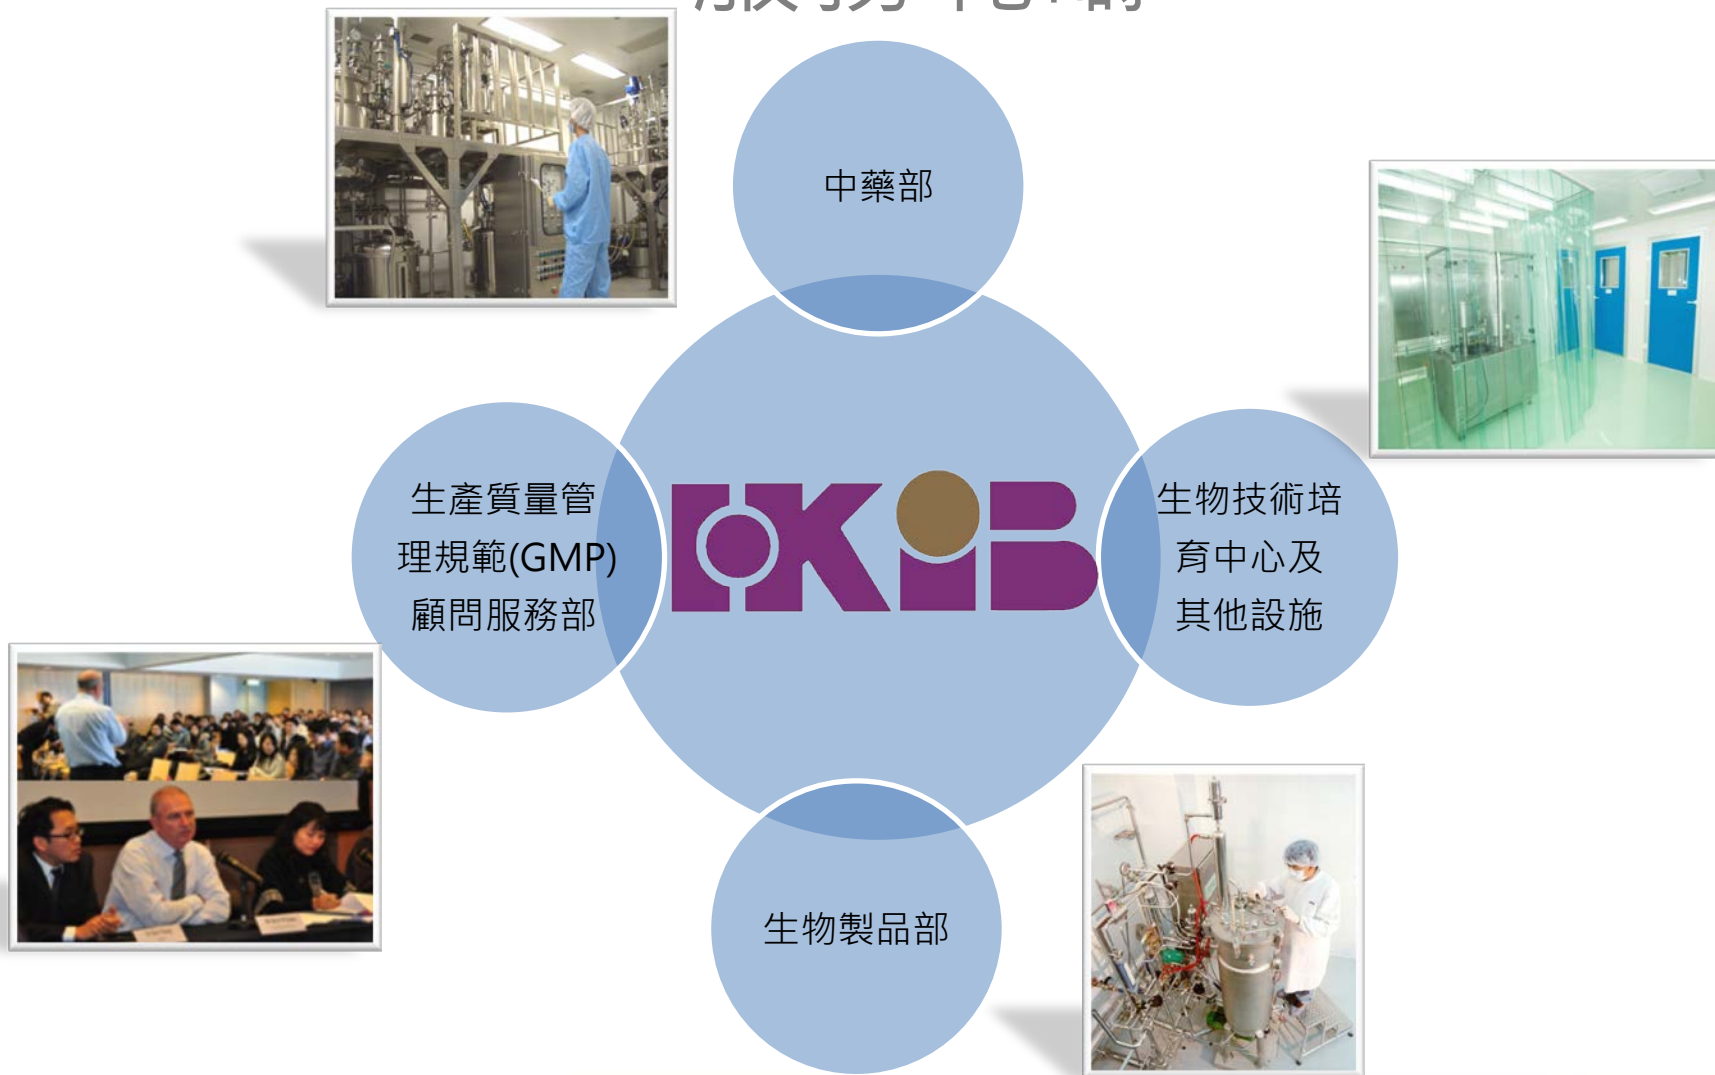 中藥部
生產質量管
理規範(GMP)
顧問服務部
HKiB
生物技術培
育中心及
其他設施
生物製品部